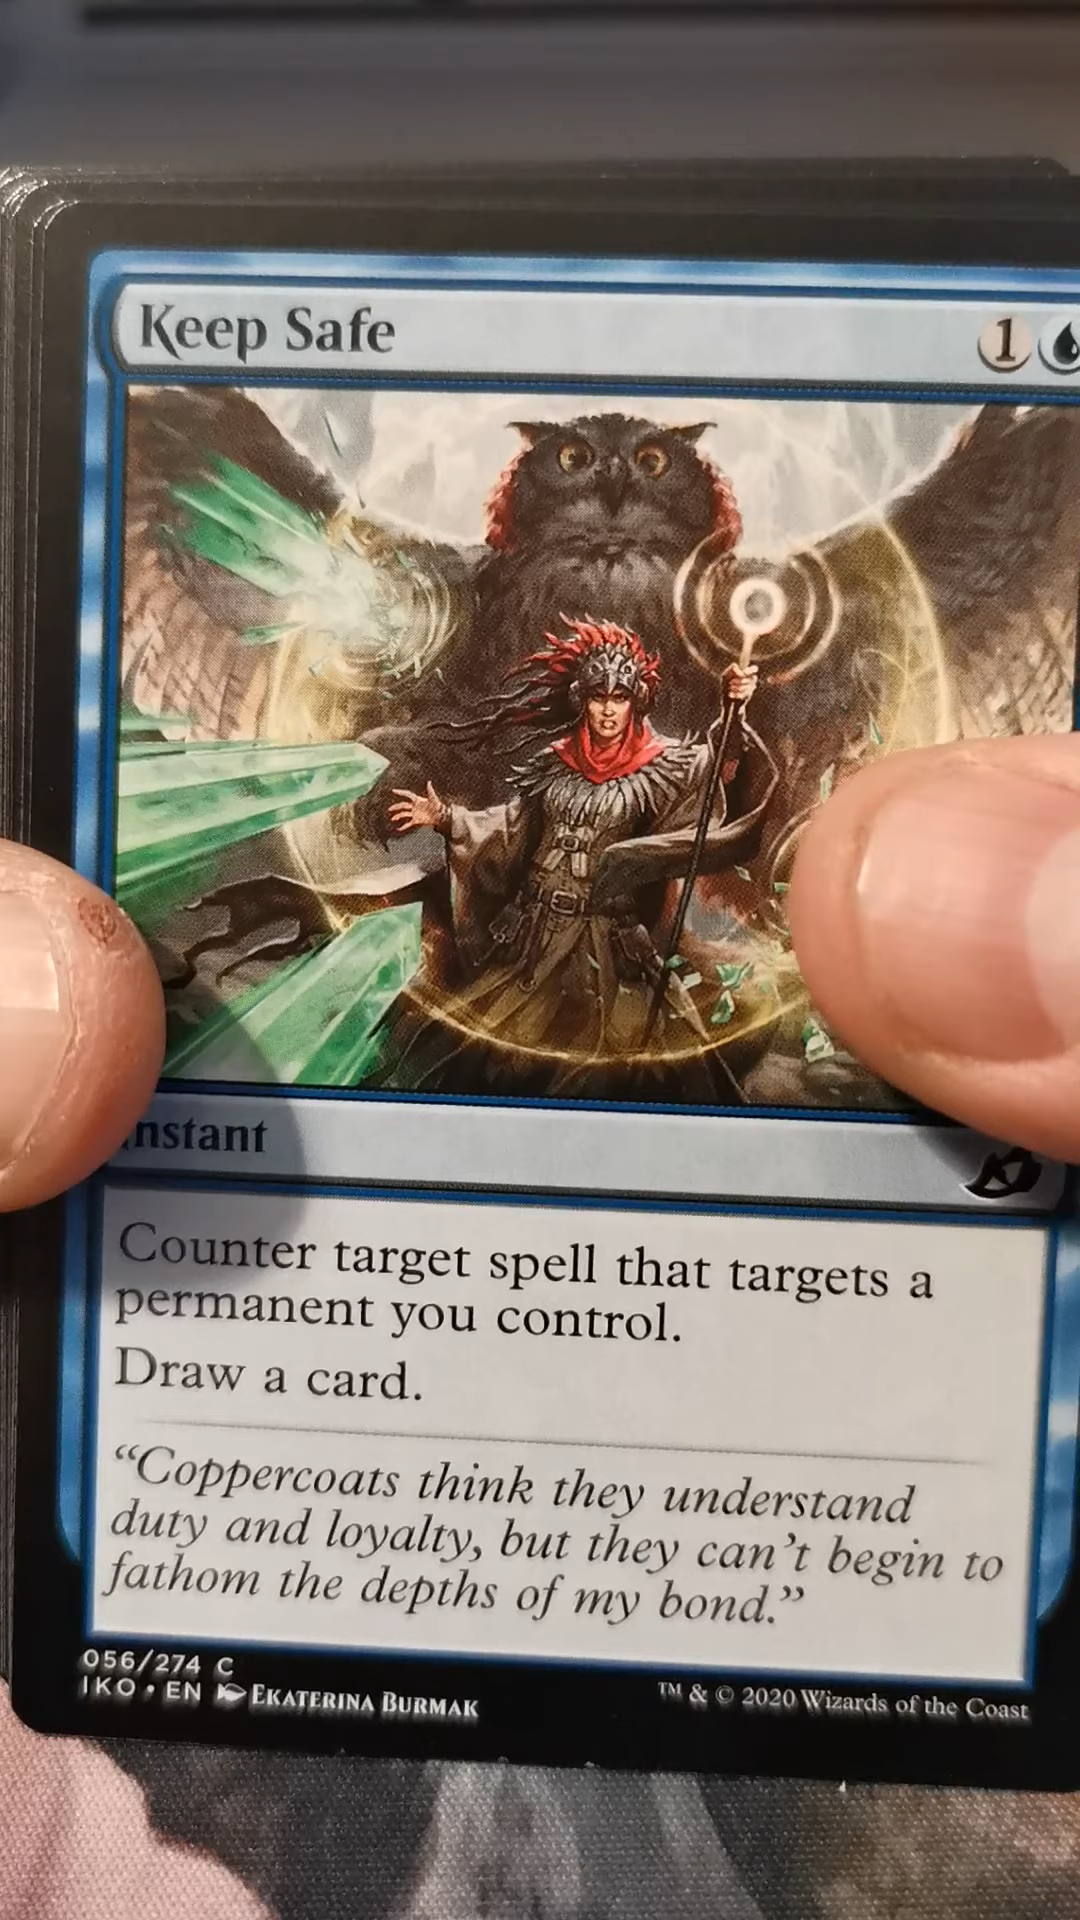 Keep Safe 1
Instant
Counter target spell that targets a
permanent you control.
Draw a card.
“Coppercoats think they understand
duty and loyalty, but they can’t begin to
fathom the depths of my bond.”
056/274 C
IKO • EN EKATERINA BURMAK
™ & © 2020 Wizards of the Coast